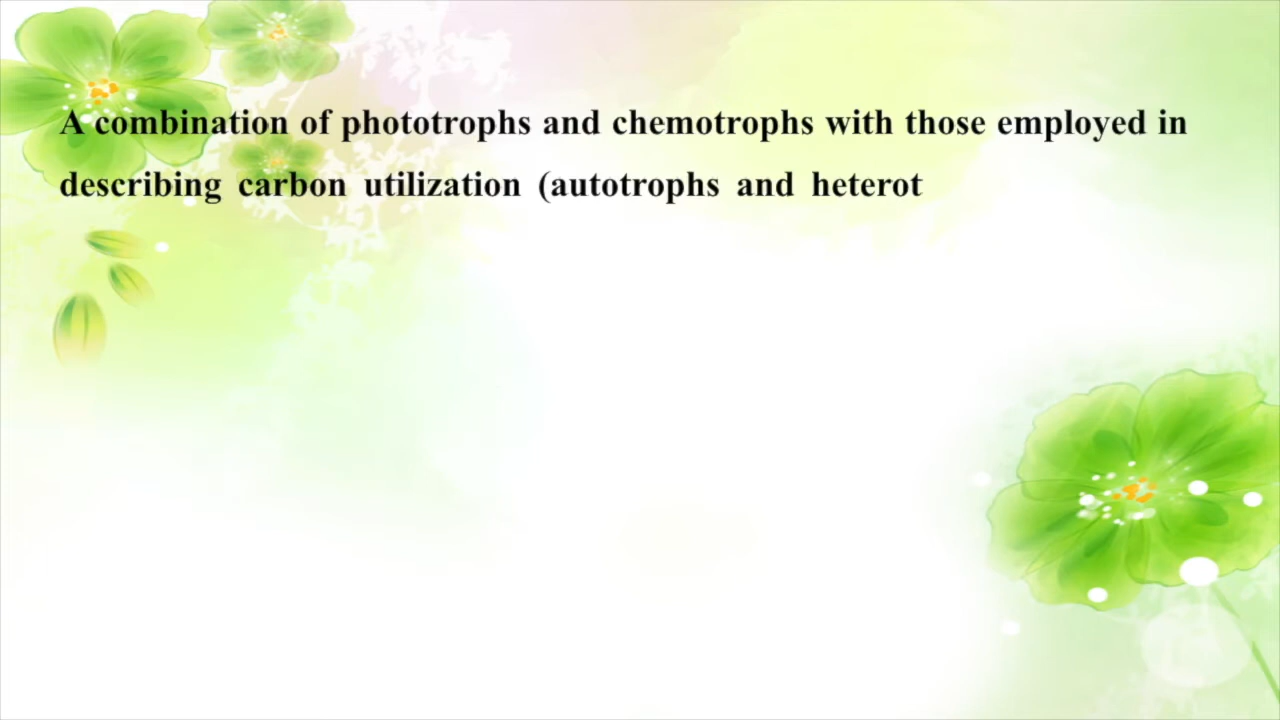 A combination of phototrophs and chemotrophs with those employed in
describing carbon utilization (autotrophs and heterot